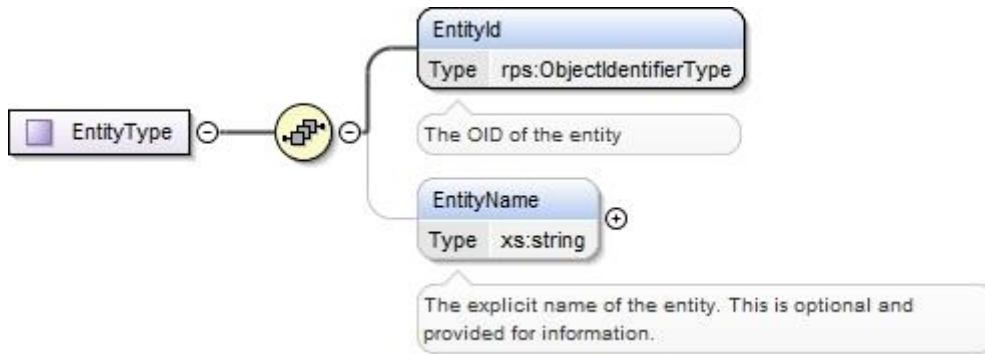 EntityId
Type rps:ObjectIdentifierType
EntityType
The OID of the entity
EntityName
Type xs:string
The explicit name of the entity. This is optional and
provided for information.